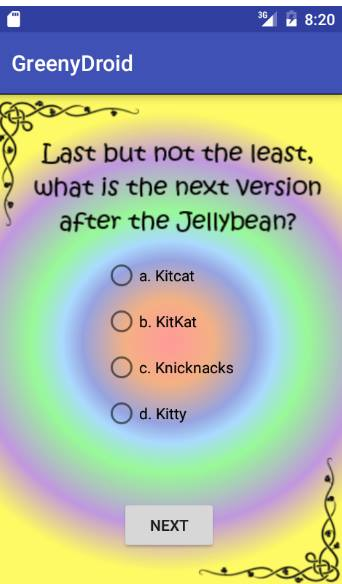 3G 8:20
GreenyDroid
Last but not the least,
what is the next version
after the Jellybean?
a. Kitcat
b. KitKat
c. Knicknacks
d. Kitty
NEXT